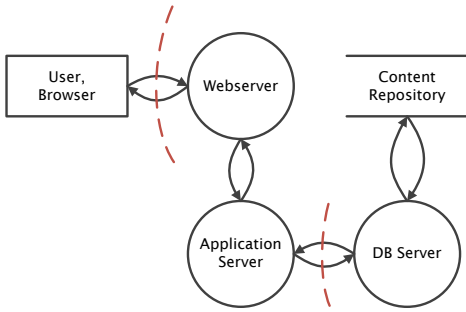 User,
Browser
Webserver
Content
Repository
Application
Server
DB Server